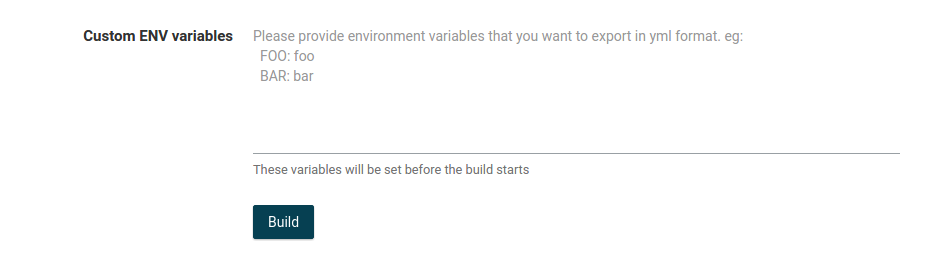 Custom ENV variables
Please provide environment variables that you want to export in yml format. eg:
FOO: foo
BAR: bar
These variables will be set before the build starts
Build